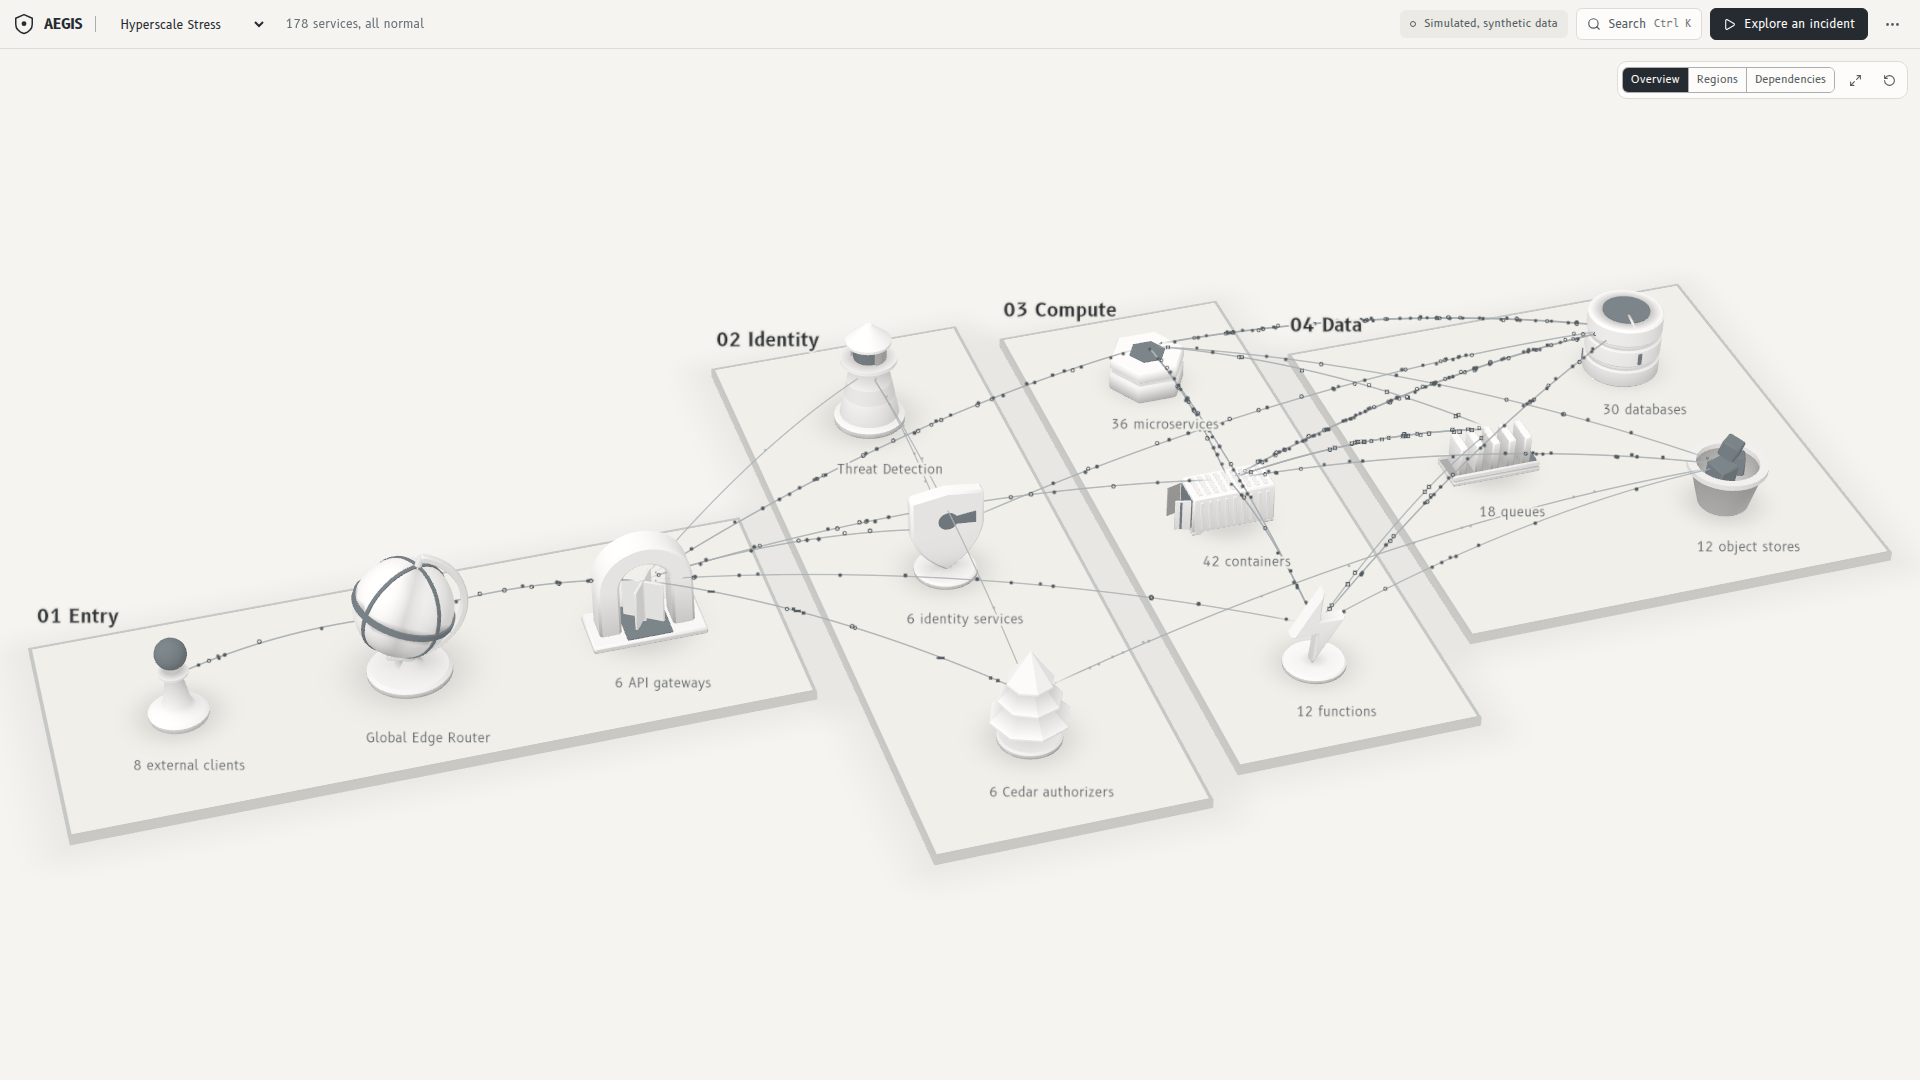 AEGIS
Hyperscale Stress
178 services, all normal
Simulated, synthetic data
Search Ctrl K
Explore an incident
Overview
Regions
Dependencies
01 Entry
02 Identity
03 Compute
04 Data
8 external clients
Global Edge Router
6 API gateways
Threat Detection
6 identity services
6 Cedar authorizers
36 microservices
42 containers
12 functions
30 databases
18 queues
12 object stores